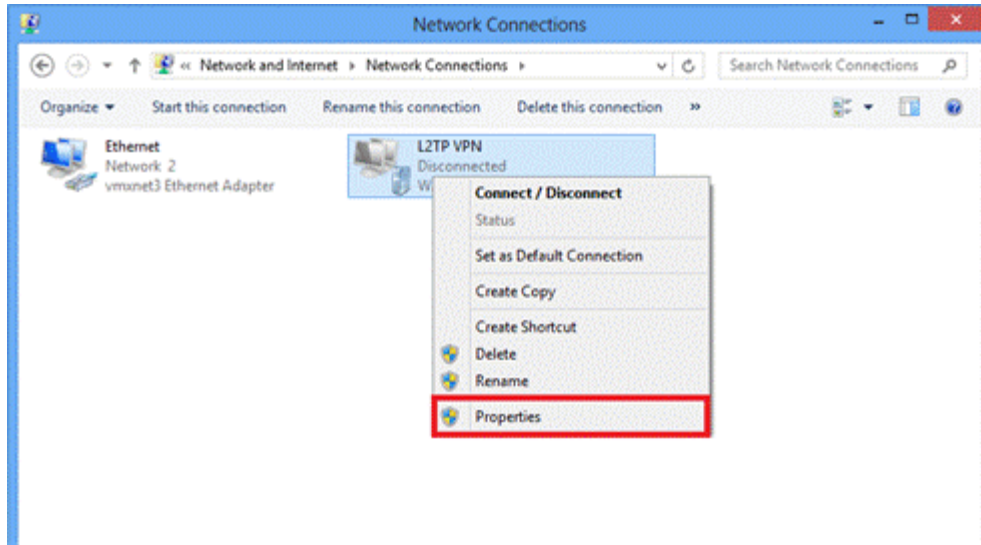 Network Connections
« Network and Internet ▸ Network Connections ▸
Search Network Connections
Organize
Start this connection
Rename this connection
Delete this connection
»
Ethernet
Network 2
vmxnet3 Ethernet Adapter
L2TP VPN
Disconnected
W
Connect / Disconnect
Status
Set as Default Connection
Create Copy
Create Shortcut
Delete
Rename
Properties